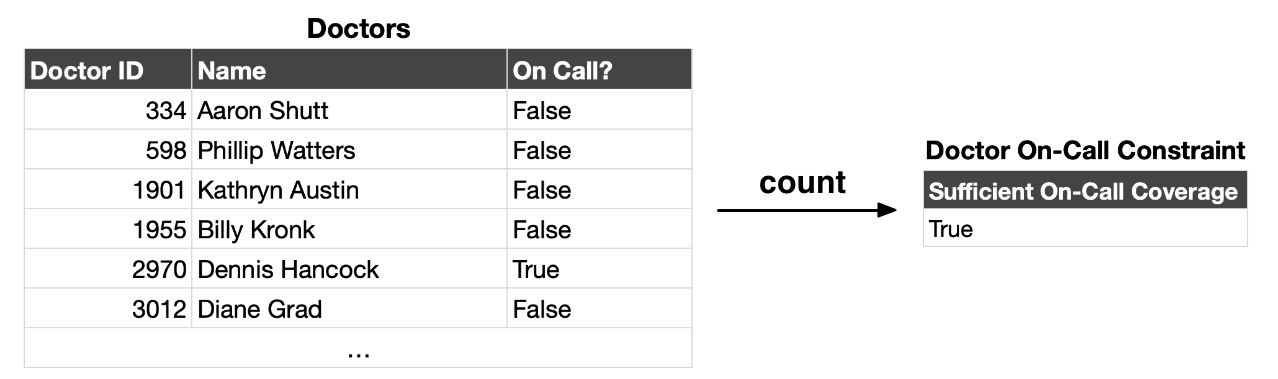 Doctors
Doctor ID Name On Call?
334 Aaron Shutt False
598 Phillip Watters False
1901 Kathryn Austin False
1955 Billy Kronk False
2970 Dennis Hancock True
3012 Diane Grad False
...
count
Doctor On-Call Constraint
Sufficient On-Call Coverage
True